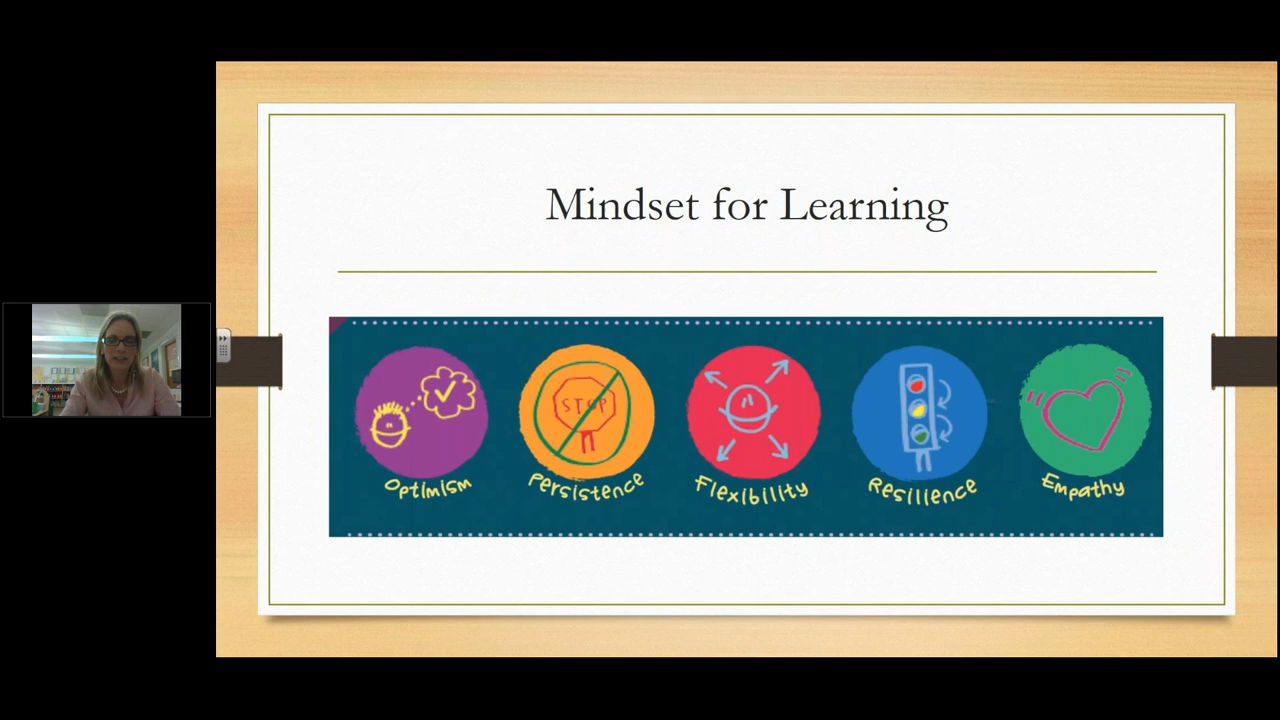 Mindset for Learning
STOP
Optimism
Persistence
Flexibility
Resilience
Empathy